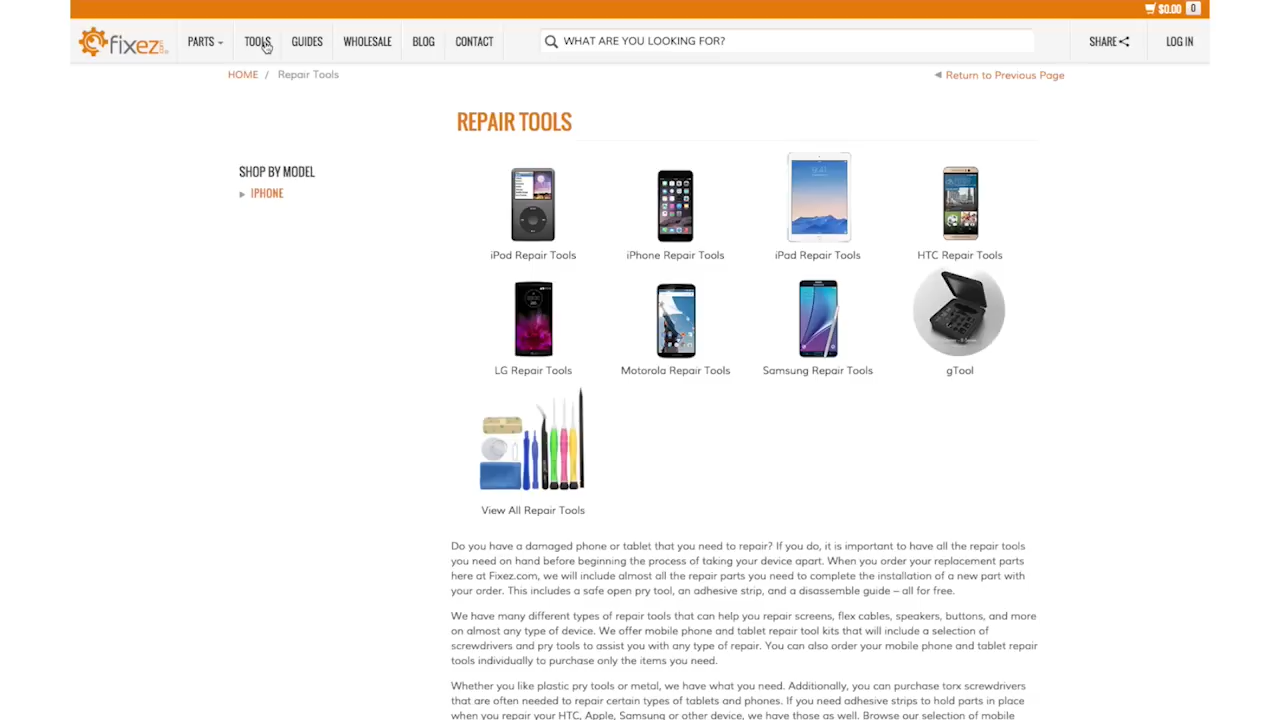 $0.00 0
fixez.com PARTS TOOLS GUIDES WHOLESALE BLOG CONTACT WHAT ARE YOU LOOKING FOR? SHARE LOG IN
HOME / Repair Tools Return to Previous Page
REPAIR TOOLS
SHOP BY MODEL
IPHONE
iPod Repair Tools iPhone Repair Tools iPad Repair Tools HTC Repair Tools
LG Repair Tools Motorola Repair Tools Samsung Repair Tools gTool
View All Repair Tools
Do you have a damaged phone or tablet that you need to repair? If you do, it is important to have all the repair tools
you need on hand before beginning the process of taking your device apart. When you order your replacement parts
here at Fixez.com, we will include almost all the repair parts you need to complete the installation of a new part with
your order. This includes a safe open pry tool, an adhesive strip, and a disassemble guide – all for free.
We have many different types of repair tools that can help you repair screens, flex cables, speakers, buttons, and more
on almost any type of device. We offer mobile phone and tablet repair tool kits that will include a selection of
screwdrivers and pry tools to assist you with any type of repair. You can also order your mobile phone and tablet repair
tools individually to purchase only the items you need.
Whether you like plastic pry tools or metal, we have what you need. Additionally, you can purchase torx screwdrivers
that are often needed to repair certain types of tablets and phones. If you need adhesive strips to hold parts in place
when you repair your HTC, Apple, Samsung or other device, we have those as well. Browse our selection of mobile